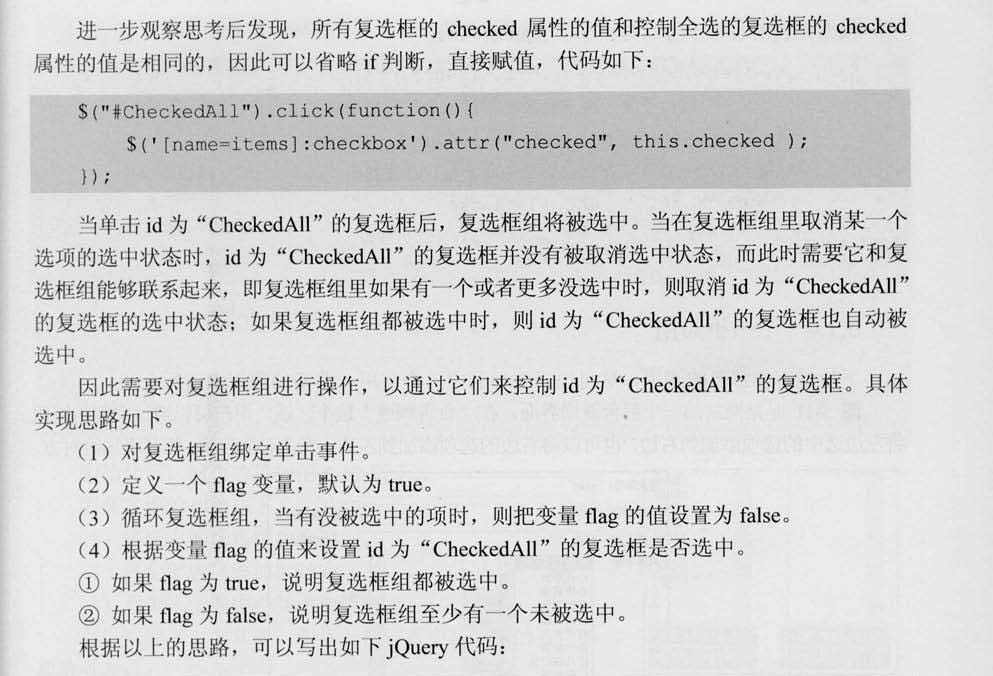 进一步观察思考后发现，所有复选框的 checked 属性的值和控制全选的复选框的 checked
属性的值是相同的，因此可以省略 if 判断，直接赋值，代码如下：
$("#CheckedAll").click(function(){
$('[name=items]:checkbox').attr("checked", this.checked );
});
当单击 id 为“CheckedAll”的复选框后，复选框组将被选中。当在复选框组里取消某一个
选项的选中状态时，id 为“CheckedAll”的复选框并没有被取消选中状态，而此时需要它和复
选框组能够联系起来，即复选框组里如果有一个或者更多没选中时，则取消 id 为“CheckedAll”
的复选框的选中状态；如果复选框组都被选中时，则 id 为“CheckedAll”的复选框也自动被
选中。
因此需要对复选框组进行操作，以通过它们来控制 id 为“CheckedAll”的复选框。具体
实现思路如下。
（1）对复选框组绑定单击事件。
（2）定义一个 flag 变量，默认为 true。
（3）循环复选框组，当有没被选中的项时，则把变量 flag 的值设置为 false。
（4）根据变量 flag 的值来设置 id 为“CheckedAll”的复选框是否选中。
① 如果 flag 为 true，说明复选框组都被选中。
② 如果 flag 为 false，说明复选框组至少有一个未被选中。
根据以上的思路，可以写出如下 jQuery 代码：